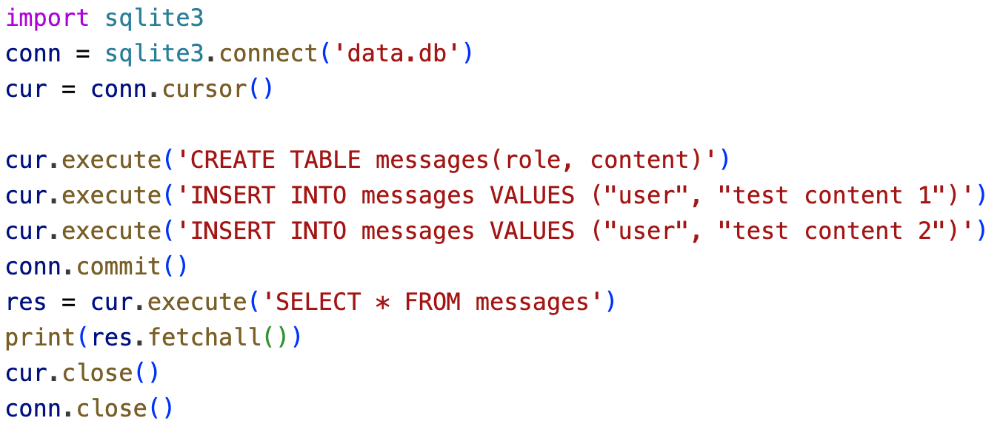 import sqlite3
conn = sqlite3.connect('data.db')
cur = conn.cursor()

cur.execute('CREATE TABLE messages(role, content)')
cur.execute('INSERT INTO messages VALUES ("user", "test content 1")')
cur.execute('INSERT INTO messages VALUES ("user", "test content 2")')
conn.commit()
res = cur.execute('SELECT * FROM messages')
print(res.fetchall())
cur.close()
conn.close()